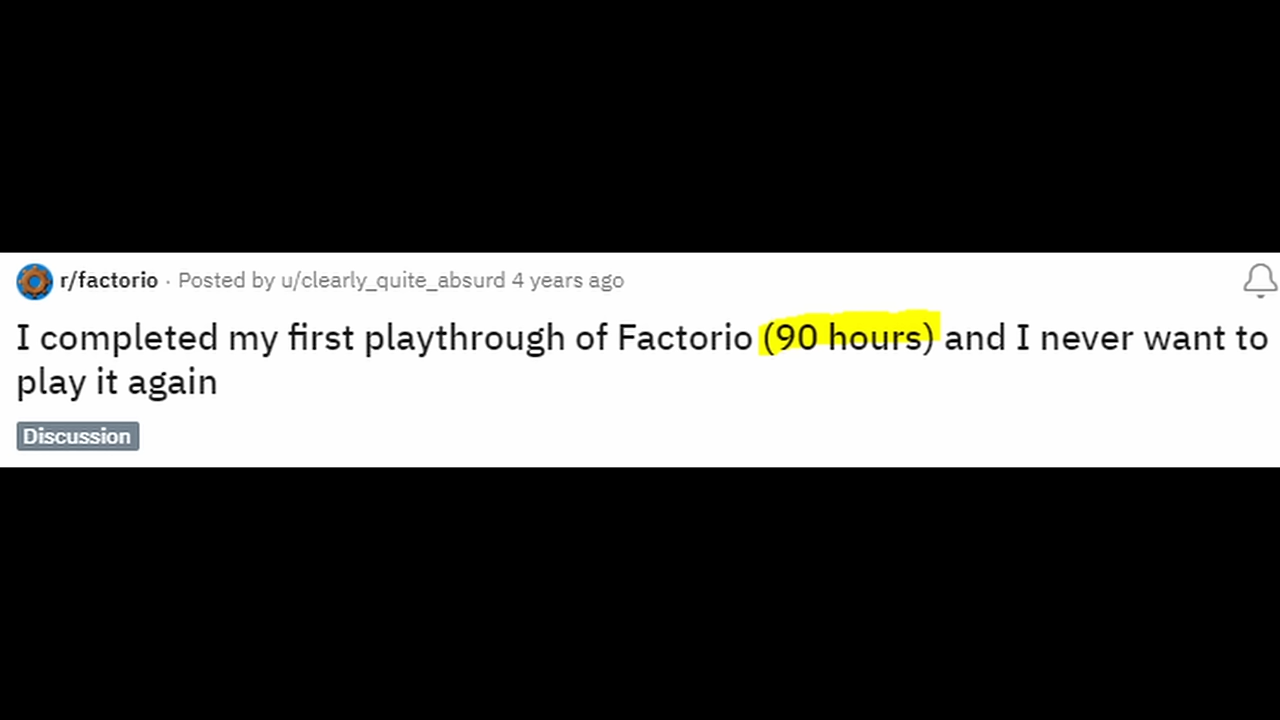 r/factorio · Posted by u/clearly_quite_absurd 4 years ago
I completed my first playthrough of Factorio (90 hours) and I never want to
play it again
Discussion